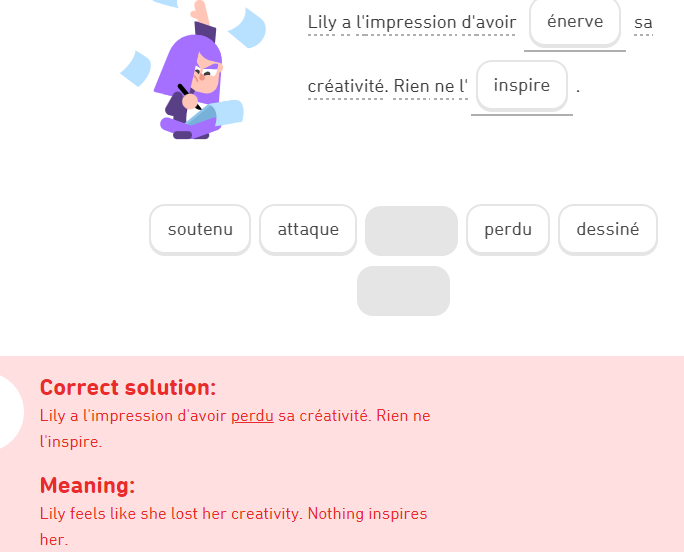 Lily a l'impression d'avoir énerve sa
créativité. Rien ne l' inspire .
soutenu attaque perdu dessiné
Correct solution:
Lily a l'impression d'avoir perdu sa créativité. Rien ne
l'inspire.
Meaning:
Lily feels like she lost her creativity. Nothing inspires
her.